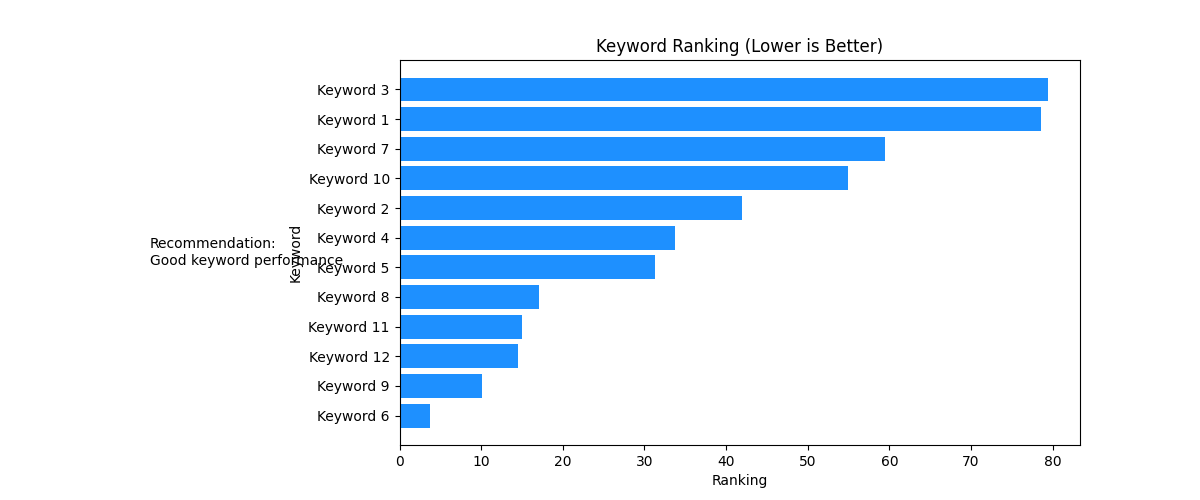 Keyword Ranking (Lower is Better)
Keyword 3
Keyword 1
Keyword 7
Keyword 10
Keyword 2
Keyword 4
Keyword 5
Keyword 8
Keyword 11
Keyword 12
Keyword 9
Keyword 6
Keyword
Recommendation:
Good keyword performance
0 10 20 30 40 50 60 70 80
Ranking